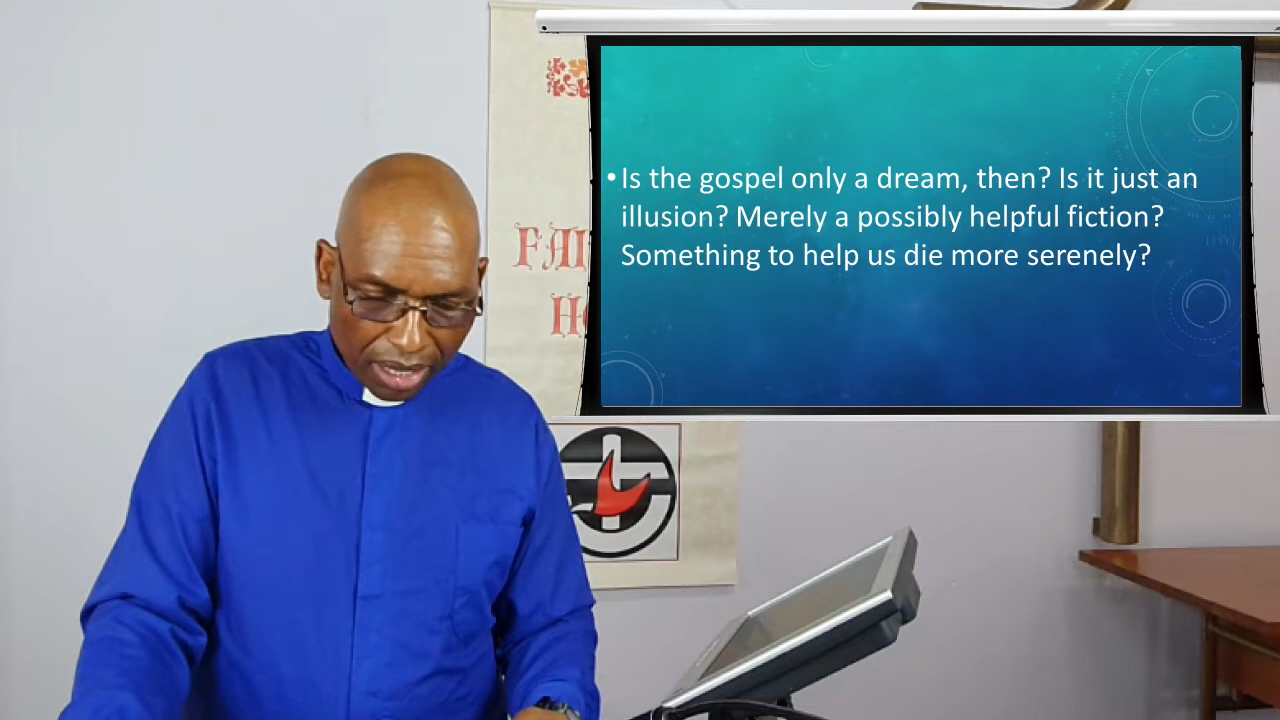 • Is the gospel only a dream, then? Is it just an
illusion? Merely a possibly helpful fiction?
Something to help us die more serenely?